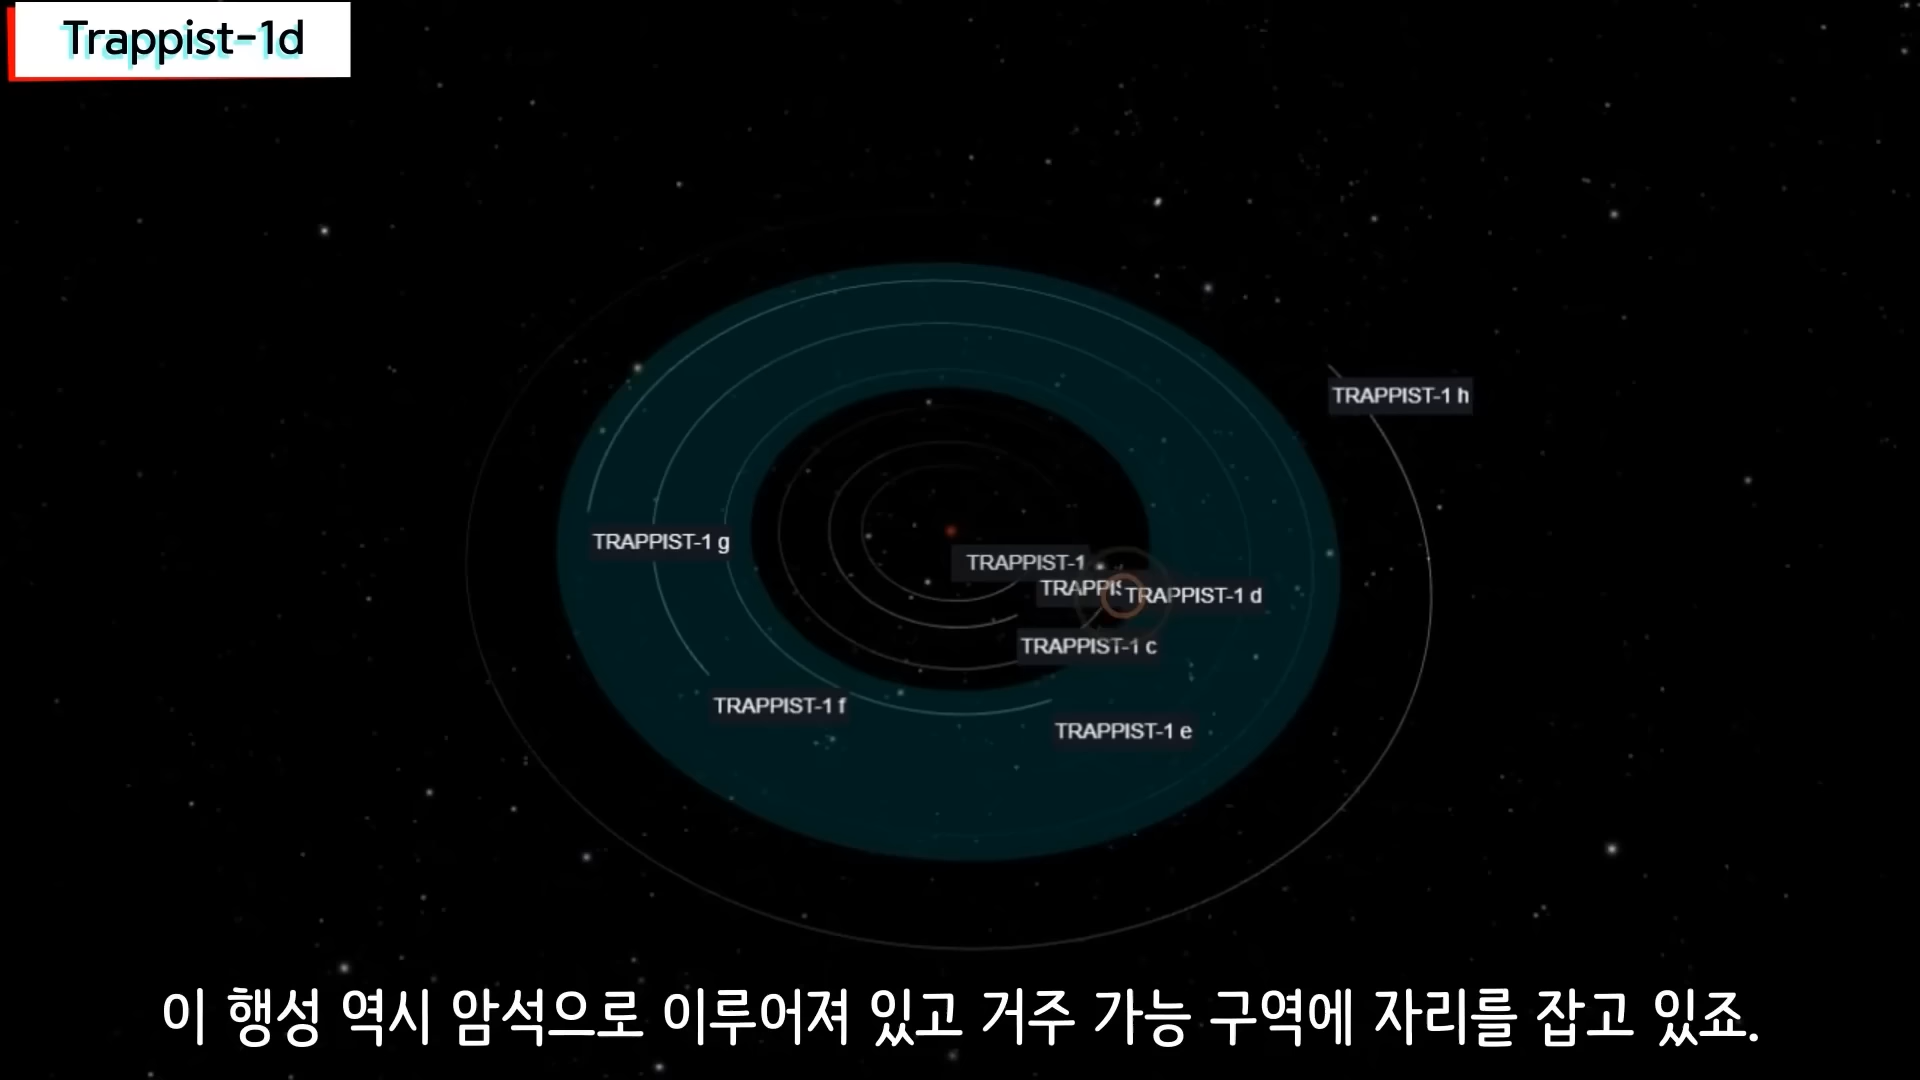 Trappist-1d
TRAPPIST-1 h
TRAPPIST-1 g
TRAPPIST-1
TRAPPIST-1 d
TRAPPIST-1 c
TRAPPIST-1 f
TRAPPIST-1 e
이 행성 역시 암석으로 이루어져 있고 거주 가능 구역에 자리를 잡고 있죠.